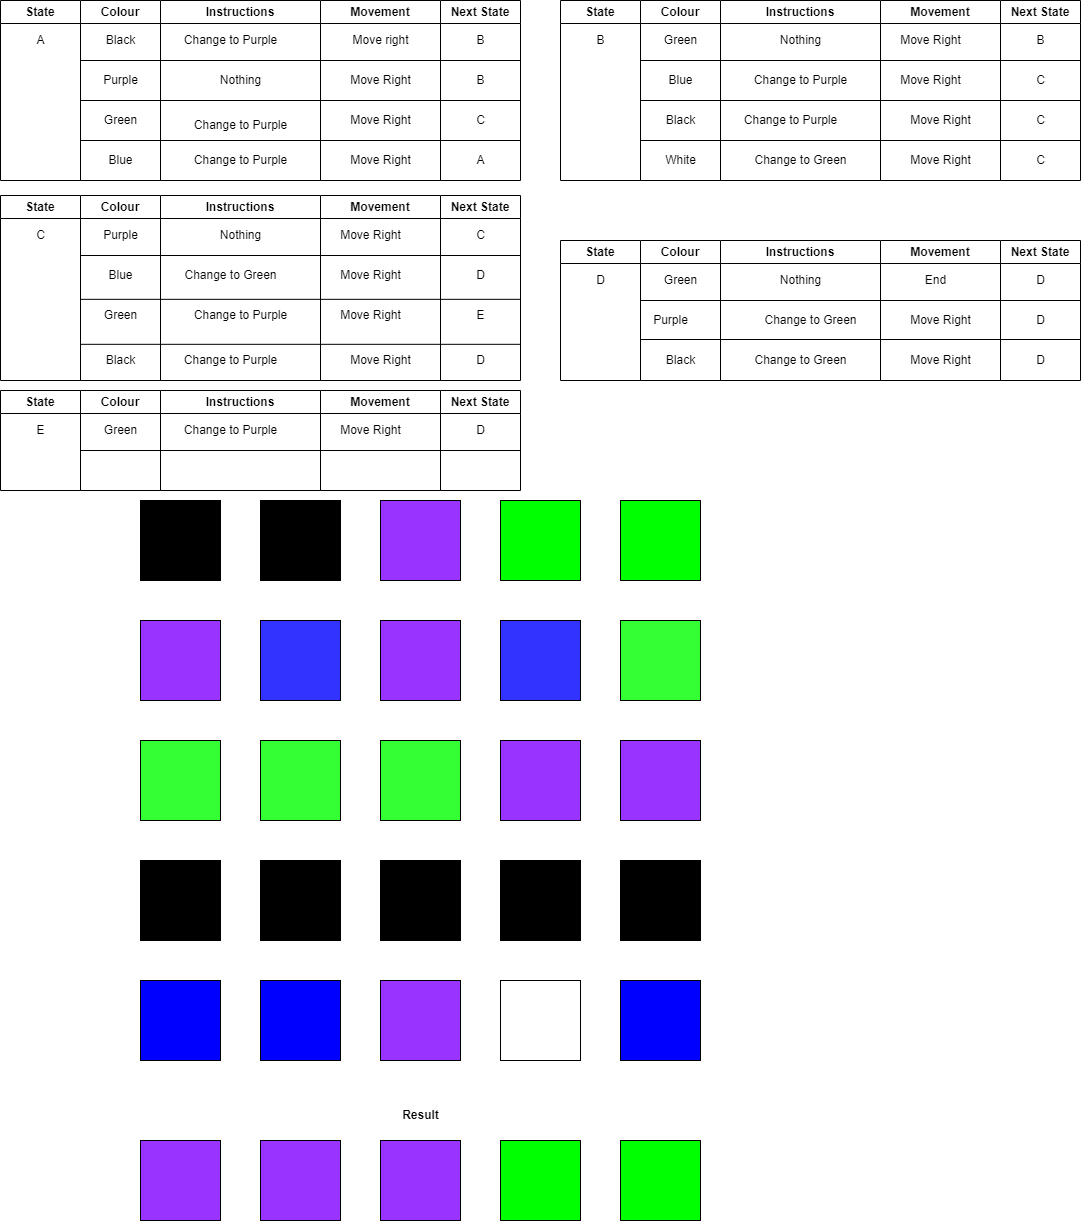 State Colour Instructions Movement Next State
A Black Change to Purple Move right B
Purple Nothing Move Right B
Green Change to Purple Move Right C
Blue Change to Purple Move Right A
State Colour Instructions Movement Next State
B Green Nothing Move Right B
Blue Change to Purple Move Right C
Black Change to Purple Move Right C
White Change to Green Move Right C
State Colour Instructions Movement Next State
C Purple Nothing Move Right C
Blue Change to Green Move Right D
Green Change to Purple Move Right E
Black Change to Purple Move Right D
State Colour Instructions Movement Next State
D Green Nothing End D
Purple Change to Green Move Right D
Black Change to Green Move Right D
State Colour Instructions Movement Next State
E Green Change to Purple Move Right D
Result